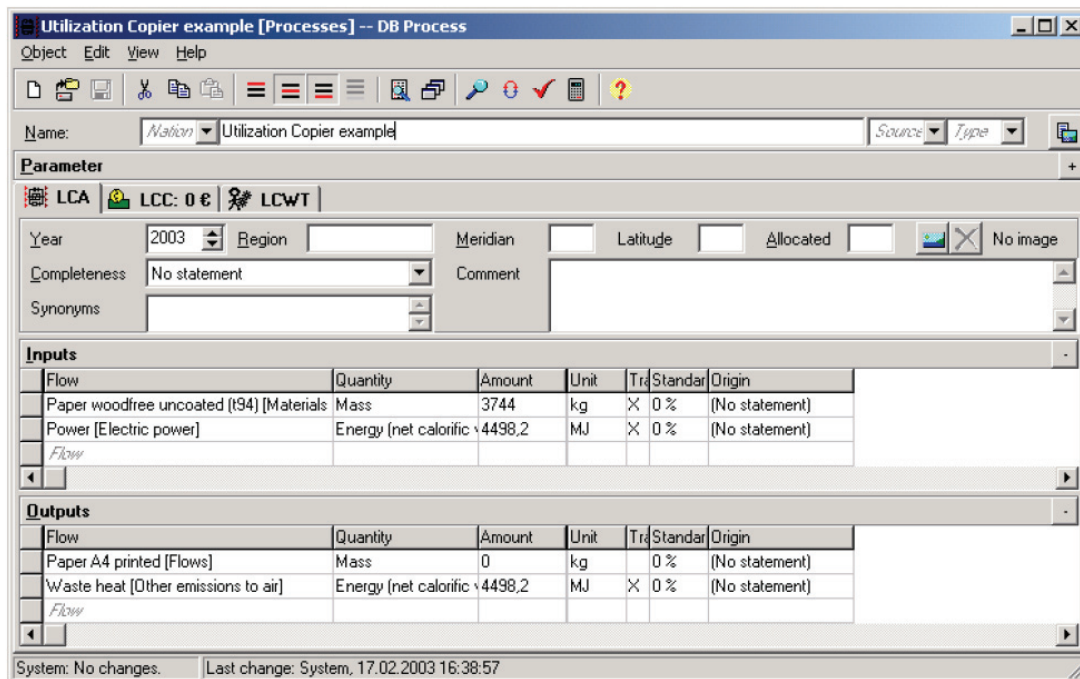 Utilization Copier example [Processes] -- DB Process
Object Edit View Help
Name: Nation Utilization Copier example Source Type
Parameter +
LCA LCC: 0 € LCWT
Year 2003 Region Meridian Latitude Allocated No image
Completeness No statement Comment
Synonyms
Inputs -
Flow Quantity Amount Unit Tra Standar Origin
Paper woodfree uncoated (t94) [Materials Mass 3744 kg X 0 % (No statement)
Power [Electric power] Energy (net calorific v 4498,2 MJ X 0 % (No statement)
Flow
Outputs -
Flow Quantity Amount Unit Tra Standar Origin
Paper A4 printed [Flows] Mass 0 kg 0 % (No statement)
Waste heat [Other emissions to air] Energy (net calorific v 4498,2 MJ X 0 % (No statement)
Flow
System: No changes. Last change: System, 17.02.2003 16:38:57